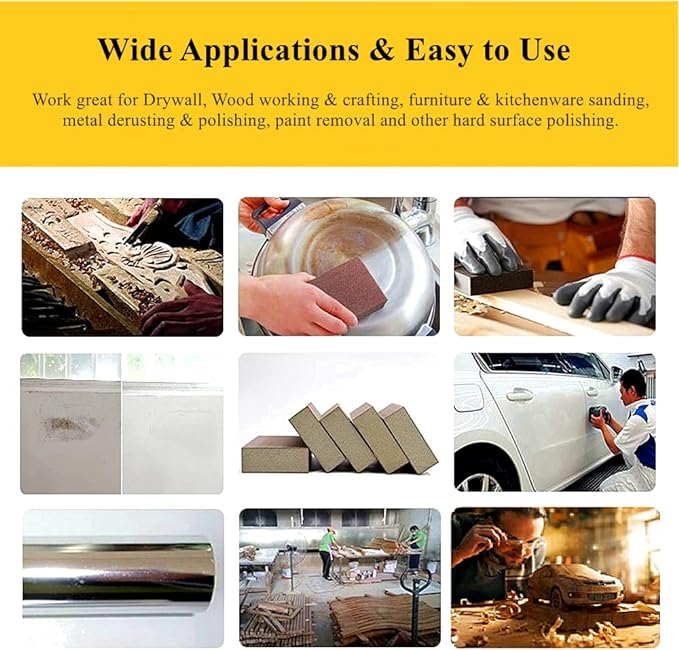 Wide Applications & Easy to Use
Work great for Drywall, Wood working & crafting, furniture & kitchenware sanding,
metal derusting & polishing, paint removal and other hard surface polishing.